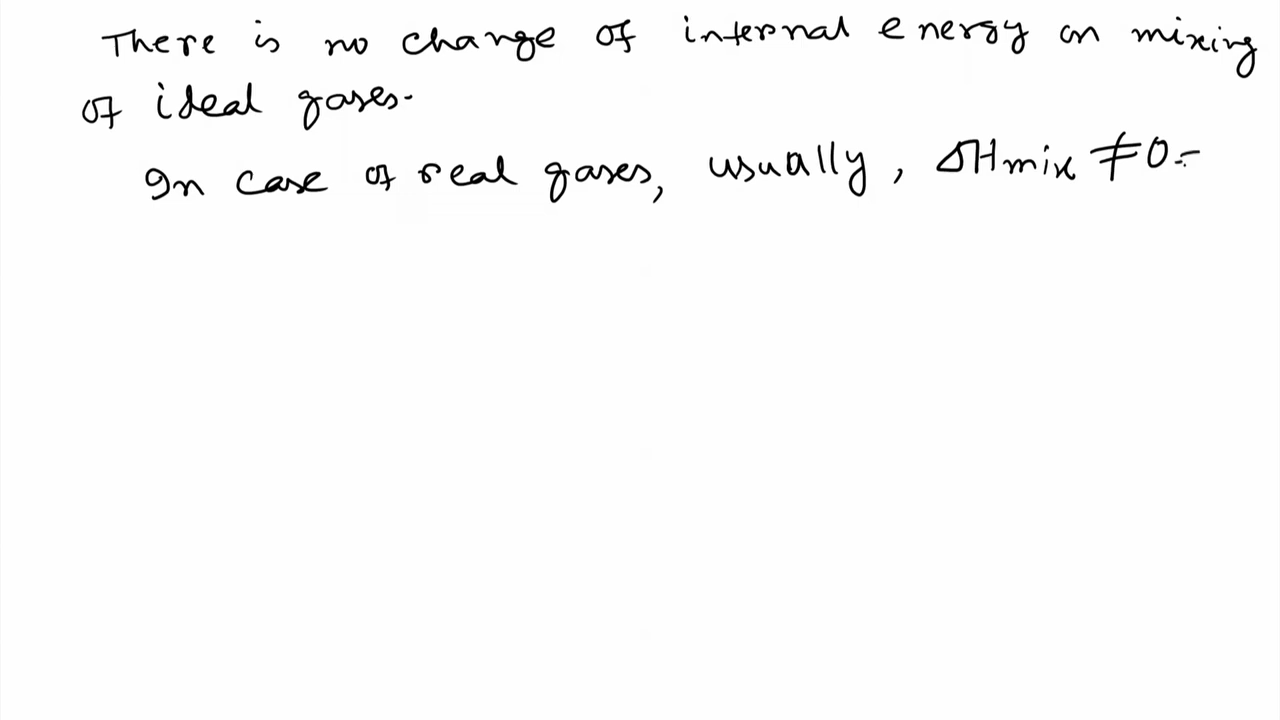 There is no change of internal energy on mixing
of ideal gases.
In case of real gases, usually, ΔHmix ≠ 0.